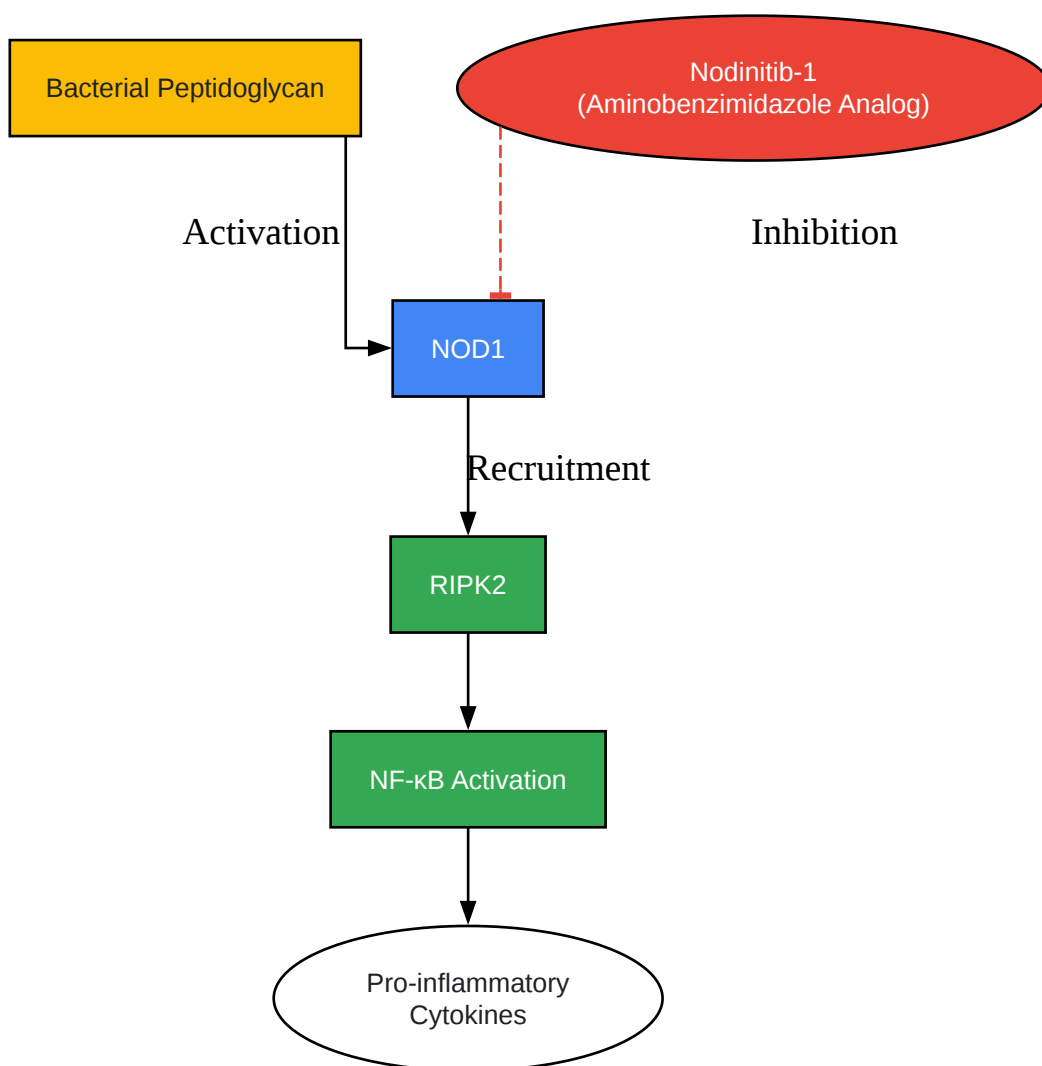 Bacterial Peptidoglycan
Nodinitib-1
(Aminobenzimidazole Analog)
Activation
Inhibition
NOD1
Recruitment
RIPK2
NF-κB Activation
Pro-inflammatory
Cytokines